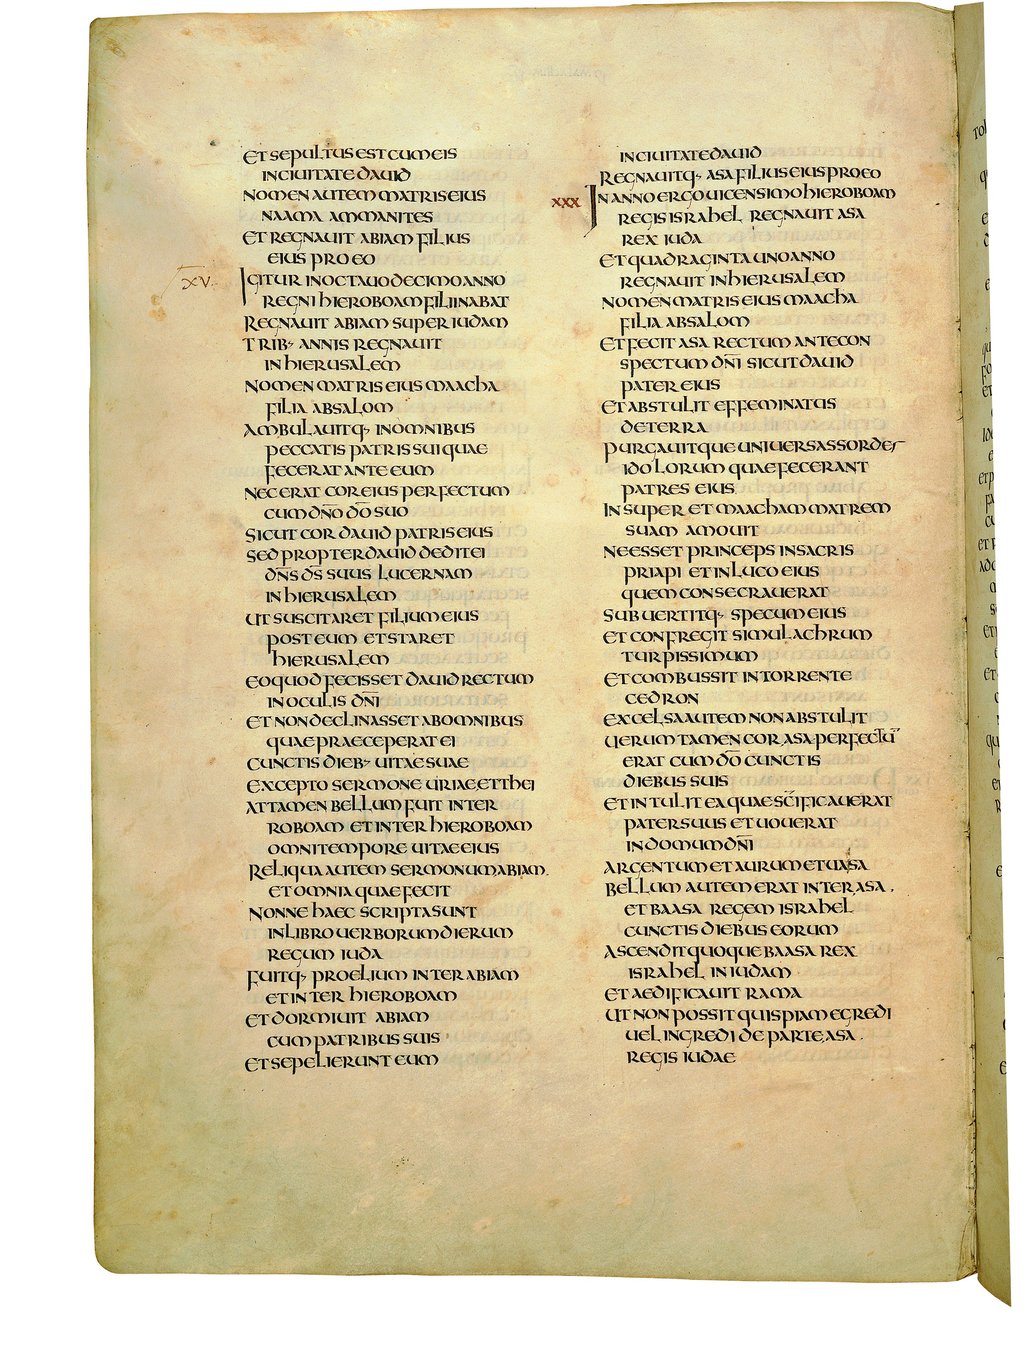 ET SEPULTUS EST CUM EIS
IN CIUITATE DAUID
NOMEN AUTEM MATRIS EIUS
NAAMA AMMANITES
ET REGNAUIT ABIAM FILIUS
EIUS PRO EO
XV
IGITUR IN OCTAUO DECIMO ANNO
REGNI HIEROBOAM FILII NABAT
REGNAUIT ABIAM SUPER IUDAM
TRIB· ANNIS REGNAUIT
IN HIERUSALEM
NOMEN MATRIS EIUS MAACHA
FILIA ABSALOM
AMBULAUITQ· IN OMNIBUS
PECCATIS PATRIS SUI QUAE
FECERAT ANTE EUM
NEC ERAT COR EIUS PERFECTUM
CUM DN̄O DŌ SUO
SICUT COR DAUID PATRIS EIUS
SED PROPTER DAUID DEDIT EI
DN̄S DS̄ SUUS LUCERNAM
IN HIERUSALEM
UT SUSCITARET FILIUM EIUS
POST EUM ET STARET
HIERUSALEM
EO QUOD FECISSET DAUID RECTUM
IN OCULIS DN̄I
ET NON DECLINASSET AB OMNIBUS
QUAE PRAECEPERAT EI
CUNCTIS DIEB· UITAE SUAE
EXCEPTO SERMONE URIAE ETTHEI
ATTAMEN BELLUM FUIT INTER
ROBOAM ET INTER HIEROBOAM
OMNI TEMPORE UITAE EIUS
RELIQUA AUTEM SERMONUM ABIAM.
ET OMNIA QUAE FECIT
NONNE HAEC SCRIPTA SUNT
IN LIBRO UERBORUM DIERUM
REGUM IUDA
FUITQ· PROELIUM INTER ABIAM
ET INTER HIEROBOAM
ET DORMIUIT ABIAM
CUM PATRIBUS SUIS
ET SEPELIERUNT EUM
IN CIUITATE DAUID
REGNAUITQ· ASA FILIUS EIUS PRO EO
XXX
IN ANNO ERGO UICENSIMO HIEROBOAM
REGIS ISRAHEL REGNAUIT ASA
REX IUDA
ET QUADRAGINTA UNO ANNO
REGNAUIT IN HIERUSALEM
NOMEN MATRIS EIUS MAACHA
FILIA ABSALOM
ET FECIT ASA RECTUM ANTE CON
SPECTUM DN̄I SICUT DAUID
PATER EIUS
ET ABSTULIT EFFEMINATUS
DE TERRA
PURGAUITQUE UNIUERSAS SORDES
IDOLORUM QUAE FECERANT
PATRES EIUS
INSUPER ET MAACHAM MATREM
SUAM AMOUIT
NE ESSET PRINCEPS IN SACRIS
PRIAPI ET IN LUCO EIUS
QUEM CONSECRAUERAT
SUBUERTITQ· SPECUM EIUS
ET CONFREGIT SIMULACHRUM
TURPISSIMUM
ET COMBUSSIT IN TORRENTE
CEDRON
EXCELSA AUTEM NON ABSTULIT
UERUM TAMEN COR ASA PERFECTŪ
ERAT CUM DŌ CUNCTIS
DIEBUS SUIS
ET INTULIT EA QUAE SC̄IFICAUERAT
PATER SUUS ET UOUERAT
IN DOMUM DN̄I
ARGENTUM ET AURUM ET UASA
BELLUM AUTEM ERAT INTER ASA.
ET BAASA REGEM ISRAHEL
CUNCTIS DIEBUS EORUM
ASCENDIT QUOQUE BAASA REX
ISRAHEL IN IUDAM
ET AEDIFICAUIT RAMA
UT NON POSSIT QUISPIAM EGREDI
UEL INGREDI DE PARTE ASA.
REGIS IUDAE